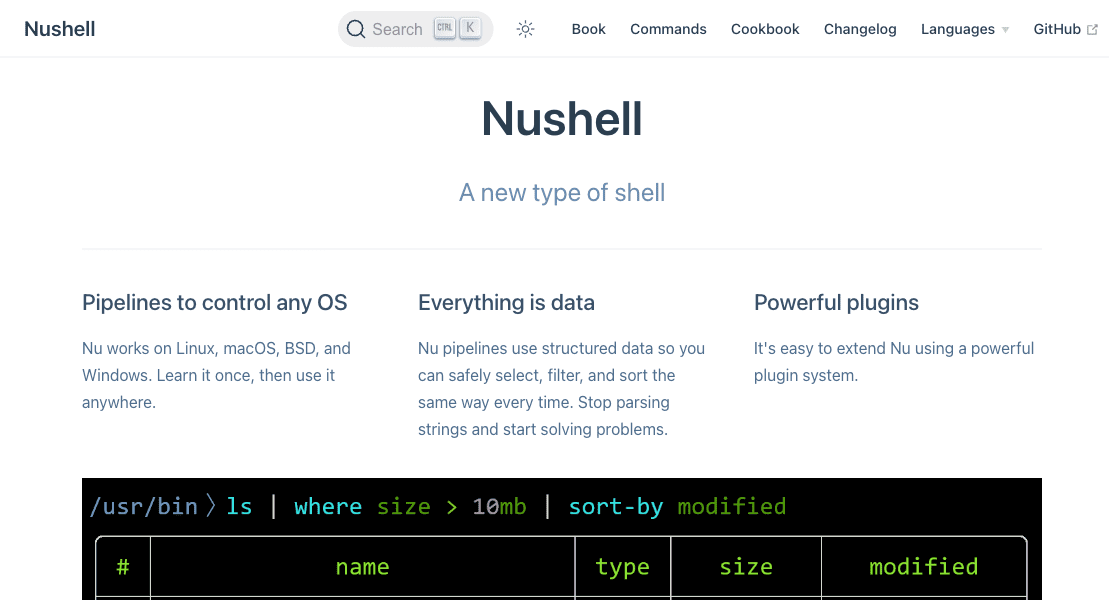 Nushell
Search CTRL K
Book Commands Cookbook Changelog Languages GitHub
Nushell
A new type of shell
Pipelines to control any OS
Nu works on Linux, macOS, BSD, and
Windows. Learn it once, then use it
anywhere.
Everything is data
Nu pipelines use structured data so you
can safely select, filter, and sort the
same way every time. Stop parsing
strings and start solving problems.
Powerful plugins
It's easy to extend Nu using a powerful
plugin system.
/usr/bin〉ls | where size > 10mb | sort-by modified
# name type size modified